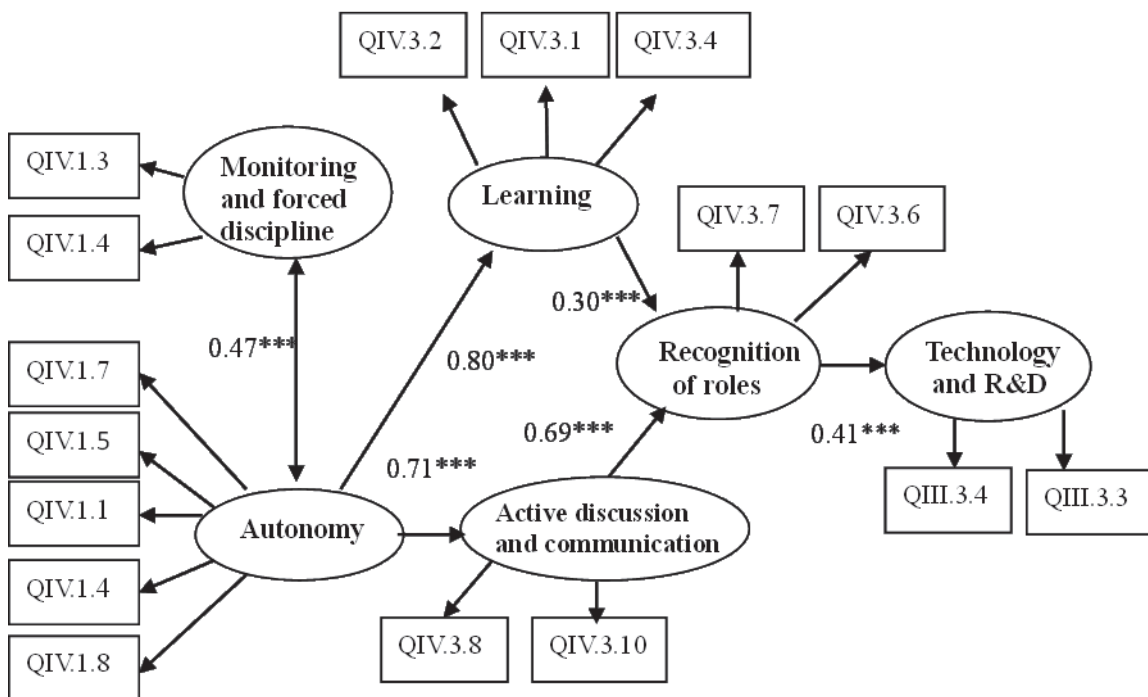 QIV.3.2
QIV.3.1
QIV.3.4
QIV.1.3
QIV.1.4
Monitoring
and forced
discipline
Learning
QIV.3.7
QIV.3.6
0.30***
0.47***
0.80***
Recognition
of roles
Technology
and R&D
QIV.1.7
QIV.1.5
QIV.1.1
QIV.1.4
QIV.1.8
0.69***
0.41***
0.71***
Autonomy
Active discussion
and communication
QIII.3.4
QIII.3.3
QIV.3.8
QIV.3.10